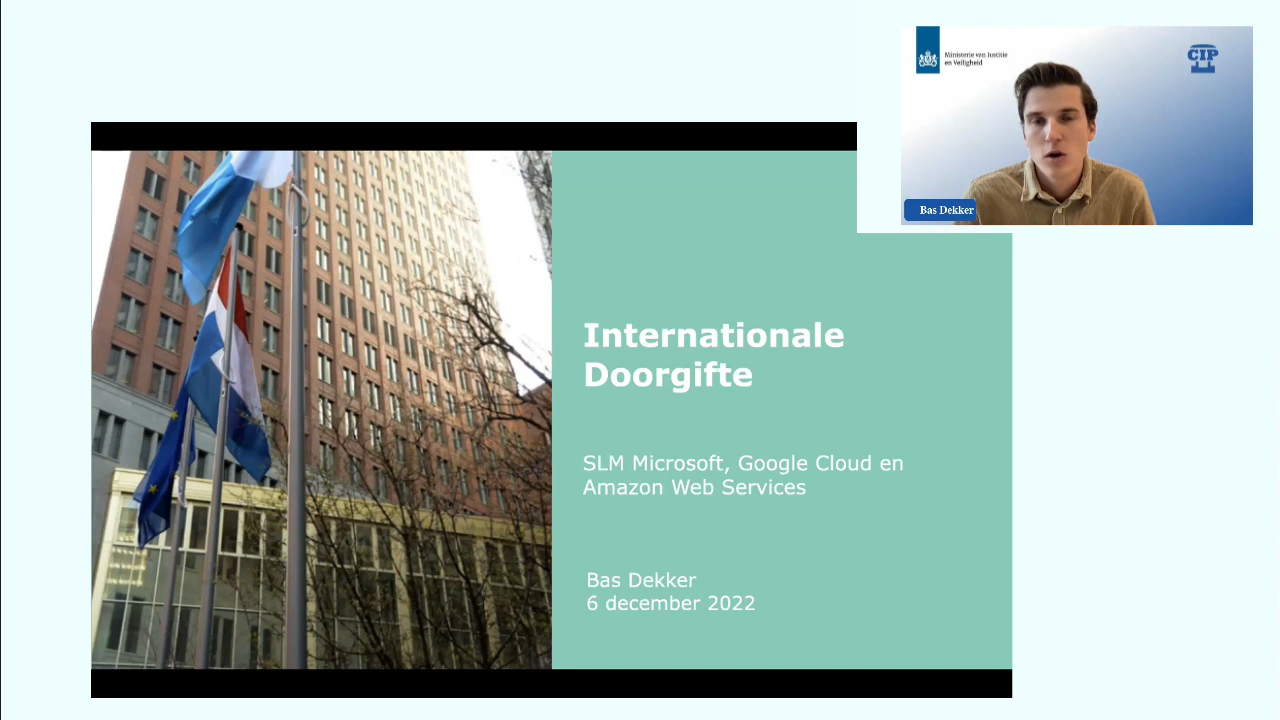 Ministerie van Justitie
en Veiligheid
CIP
Bas Dekker
Internationale
Doorgifte
SLM Microsoft, Google Cloud en
Amazon Web Services
Bas Dekker
6 december 2022